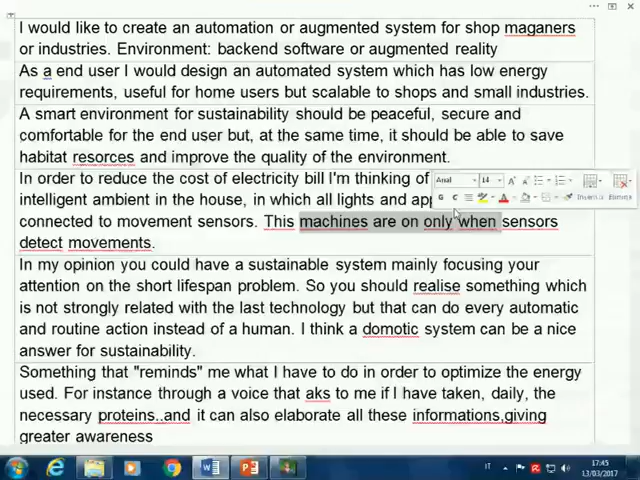 I would like to create an automation or augmented system for shop maganers
or industries. Environment: backend software or augmented reality
As a end user I would design an automated system which has low energy
requirements, useful for home users but scalable to shops and small industries.
A smart environment for sustainability should be peaceful, secure and
comfortable for the end user but, at the same time, it should be able to save
habitat resorces and improve the quality of the environment.
In order to reduce the cost of electricity bill I'm thinking of
Arial 14
intelligent ambient in the house, in which all lights and app
G C
connected to movement sensors. This machines are on only when sensors
detect movements.
In my opinion you could have a sustainable system mainly focusing your
attention on the short lifespan problem. So you should realise something which
is not strongly related with the last technology but that can do every automatic
and routine action instead of a human. I think a domotic system can be a nice
answer for sustainability.
Something that "reminds" me what I have to do in order to optimize the energy
used. For instance through a voice that aks to me if I have taken, daily, the
necessary proteins..and it can also elaborate all these informations,giving
greater awareness
IT 17:45
13/03/2017